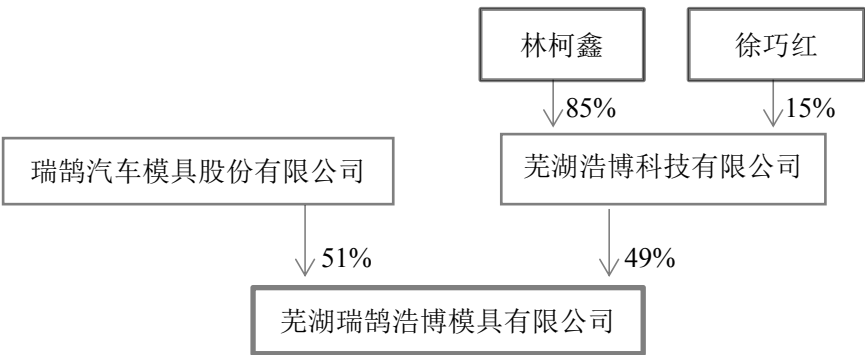 林柯鑫
徐巧红
85%
15%
瑞鹄汽车模具股份有限公司
芜湖浩博科技有限公司
51%
49%
芜湖瑞鹄浩博模具有限公司